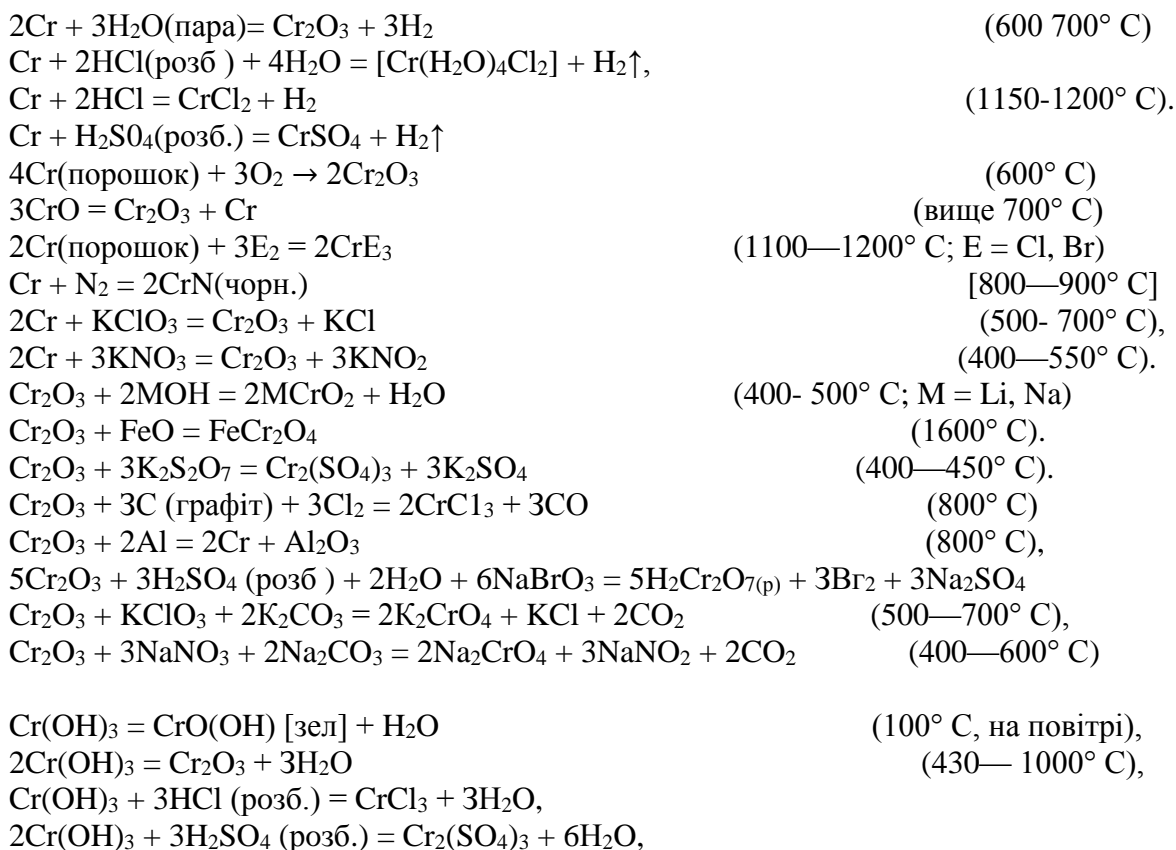 2Cr + 3H₂O(пара)= Cr₂O₃ + 3H₂ (600 700° C)
Cr + 2HCl(розб ) + 4H₂O = [Cr(H₂O)₄Cl₂] + H₂↑,
Cr + 2HCl = CrCl₂ + H₂ (1150-1200° C).
Cr + H₂S0₄(розб.) = CrSO₄ + H₂↑
4Cr(порошок) + 3O₂ → 2Cr₂O₃ (600° C)
3CrO = Cr₂O₃ + Cr (вище 700° C)
2Cr(порошок) + 3E₂ = 2CrE₃ (1100—1200° C; E = Cl, Br)
Cr + N₂ = 2CrN(чорн.) [800—900° C]
2Cr + KClO₃ = Cr₂O₃ + KCl (500- 700° C),
2Cr + 3KNO₃ = Cr₂O₃ + 3KNO₂ (400—550° C).
Cr₂O₃ + 2MOH = 2MCrO₂ + H₂O (400- 500° C; M = Li, Na)
Cr₂O₃ + FeO = FeCr₂O₄ (1600° C).
Cr₂O₃ + 3K₂S₂O₇ = Cr₂(SO₄)₃ + 3K₂SO₄ (400—450° C).
Cr₂O₃ + 3C (графіт) + 3Cl₂ = 2CrC1₃ + 3CO (800° C)
Cr₂O₃ + 2Al = 2Cr + Al₂O₃ (800° C),
5Cr₂O₃ + 3H₂SO₄ (розб ) + 2H₂O + 6NaBrO₃ = 5H₂Cr₂O₇₍ₚ₎ + 3Вг₂ + 3Na₂SO₄
Cr₂O₃ + KClO₃ + 2K₂CO₃ = 2K₂CrO₄ + KCl + 2CO₂ (500—700° C),
Cr₂O₃ + 3NaNO₃ + 2Na₂CO₃ = 2Na₂CrO₄ + 3NaNO₂ + 2CO₂ (400—600° C)
Cr(OH)₃ = CrO(OH) [зел] + H₂O (100° C, на повітрі),
2Cr(OH)₃ = Cr₂O₃ + 3H₂O (430— 1000° C),
Cr(OH)₃ + 3HCl (розб.) = CrCl₃ + 3H₂O,
2Cr(OH)₃ + 3H₂SO₄ (розб.) = Cr₂(SO₄)₃ + 6H₂O,